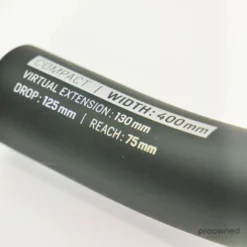 COMPACT | WIDTH: 400mm
VIRTUAL EXTENSION: 130mm
DROP: 125mm | REACH: 75mm
preowned